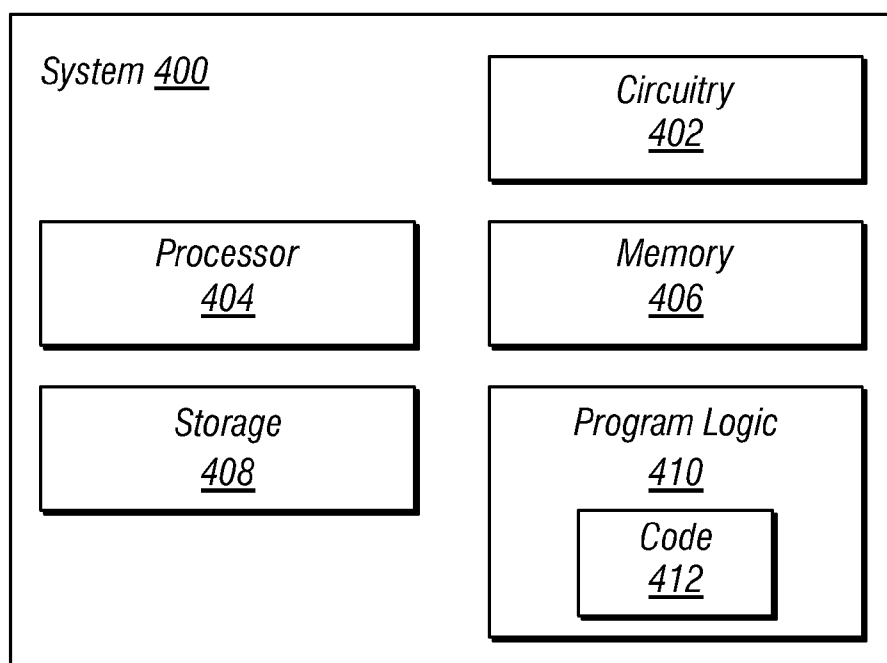 System 400
Circuitry
402
Processor
404
Memory
406
Storage
408
Program Logic
410
Code
412